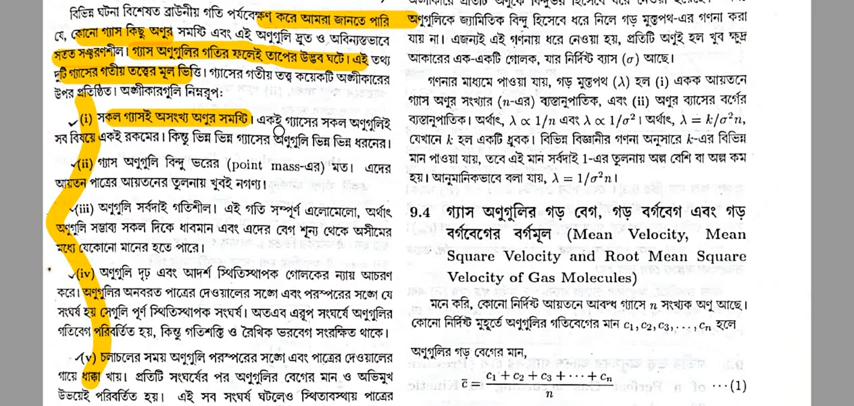 বিভিন্ন ঘটনা বিশেষত ব্রাউনীয় গতি পর্যবেক্ষণ করে আমরা জানতে পারি
যে, কোনো গ্যাস কিছু অণুর সমষ্টি এবং এই অণুগুলি দ্রুত ও অবিন্যস্তভাবে
সতত সঞ্চরণশীল। গ্যাস অণুগুলির গতির ফলেই তাপের উদ্ভব ঘটে। এই তথ্য
দুটি গ্যাসের গতীয় তত্ত্বের মূল ভিত্তি। গ্যাসের গতীয় তত্ত্ব কয়েকটি অঙ্গীকারের
উপর প্রতিষ্ঠিত। অঙ্গীকারগুলি নিম্নরূপ:
(i) সকল গ্যাসই অসংখ্য অণুর সমষ্টি। একই গ্যাসের সকল অণুগুলিই
সব বিষয়ে একই রকমের। কিন্তু ভিন্ন ভিন্ন গ্যাসের অণুগুলি ভিন্ন ভিন্ন ধরনের।
(ii) গ্যাস অণুগুলি বিন্দু ভরের (point mass-এর) মত। এদের
আয়তন পাত্রের আয়তনের তুলনায় খুবই নগণ্য।
(iii) অণুগুলি সর্বদাই গতিশীল। এই গতি সম্পূর্ণ এলোমেলো, অর্থাৎ
অণুগুলি সম্ভাব্য সকল দিকে ধাবমান এবং এদের বেগ শূন্য থেকে অসীমের
মধ্যে যেকোনো মানের হতে পারে।
(iv) অণুগুলি দৃঢ় এবং আদর্শ স্থিতিস্থাপক গোলকের ন্যায় আচরণ
করে। অণুগুলির অনবরত পাত্রের দেওয়ালের সঙ্গে এবং পরস্পরের সঙ্গে যে
সংঘর্ষ হয় সেগুলি পূর্ণ স্থিতিস্থাপক সংঘর্ষ। অতএব এরূপ সংঘর্ষে অণুগুলির
গতিবেগ পরিবর্তিত হয়, কিন্তু গতিশক্তি ও রৈখিক ভরবেগ সংরক্ষিত থাকে।
(v) চলাচলের সময় অণুগুলি পরস্পরের সঙ্গে এবং পাত্রের দেওয়ালের
গায়ে ধাক্কা খায়। প্রতিটি সংঘর্ষের পর অণুগুলির বেগের মান ও অভিমুখ
উভয়েই পরিবর্তিত হয়। এই সব সংঘর্ষ ঘটলেও স্থিতাবস্থায় পাত্রের
অণুগুলিকে জ্যামিতিক বিন্দু হিসেবে ধরে নিলে গড় মুক্তপথ-এর গণনা করা
যায় না। এজন্যই এই গণনায় ধরে নেওয়া হয়, প্রতিটি অণুই হল খুব ক্ষুদ্র
আকারের এক-একটি গোলক, যার নির্দিষ্ট ব্যাস (σ) আছে।
গণনার মাধ্যমে পাওয়া যায়, গড় মুক্তপথ (λ) হল (i) একক আয়তনে
গ্যাস অণুর সংখ্যার (n-এর) ব্যস্তানুপাতিক, এবং (ii) অণুর ব্যাসের বর্গের
ব্যস্তানুপাতিক। অর্থাৎ, λ ∝ 1/n এবং λ ∝ 1/σ²। অর্থাৎ, λ = k/σ²n,
যেখানে k হল একটি ধ্রুবক। বিভিন্ন বিজ্ঞানীর গণনা অনুসারে k-এর বিভিন্ন
মান পাওয়া যায়, তবে এই মান সর্বদাই 1-এর তুলনায় অল্প বেশি বা অল্প কম
হয়। আনুমানিকভাবে বলা যায়, λ = 1/σ²n।
9.4 গ্যাস অণুগুলির গড় বেগ, গড় বর্গবেগ এবং গড়
বর্গবেগের বর্গমূল (Mean Velocity, Mean
Square Velocity and Root Mean Square
Velocity of Gas Molecules)
মনে করি, কোনো নির্দিষ্ট আয়তনে আবদ্ধ গ্যাসে n সংখ্যক অণু আছে।
কোনো নির্দিষ্ট মুহূর্তে অণুগুলির গতিবেগের মান c₁, c₂, c₃, ..., cₙ হলে
অণুগুলির গড় বেগের মান,
c̄ = (c₁ + c₂ + c₃ + ··· + cₙ)/n ···(1)